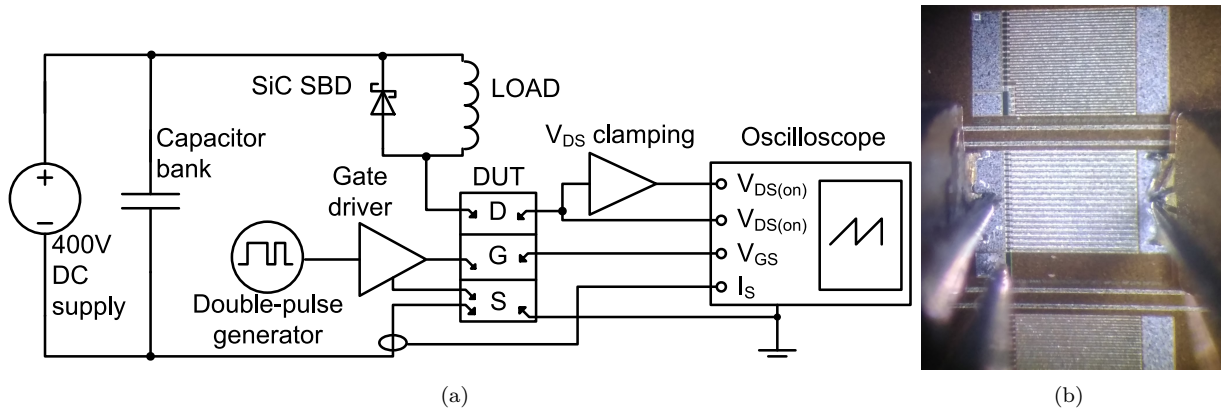 SiC SBD
LOAD
Capacitor
bank
V_DS clamping
Oscilloscope
Gate
driver
DUT
+
−
D
V_DS(on)
V_DS(on)
G
V_GS
S
I_S
400V
DC
supply
Double-pulse
generator
(a)
(b)